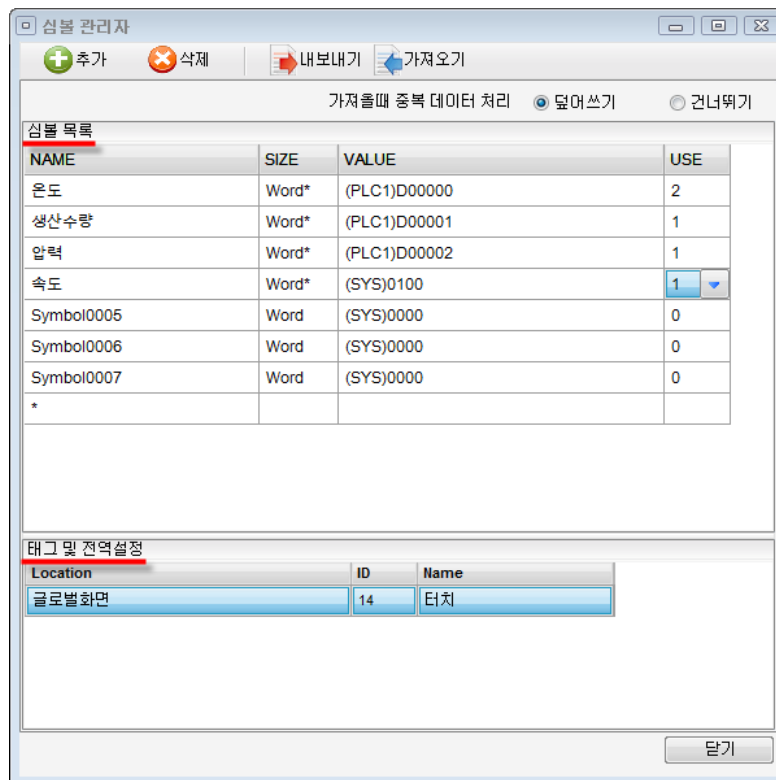 심볼 관리자
추가 삭제 내보내기 가져오기
가져올때 중복 데이터 처리 덮어쓰기 건너뛰기
심볼 목록
NAME SIZE VALUE USE
온도 Word* (PLC1)D00000 2
생산수량 Word* (PLC1)D00001 1
압력 Word* (PLC1)D00002 1
속도 Word* (SYS)0100 1
Symbol0005 Word (SYS)0000 0
Symbol0006 Word (SYS)0000 0
Symbol0007 Word (SYS)0000 0
*
태그 및 전역설정
Location ID Name
글로벌화면 14 터치
닫기